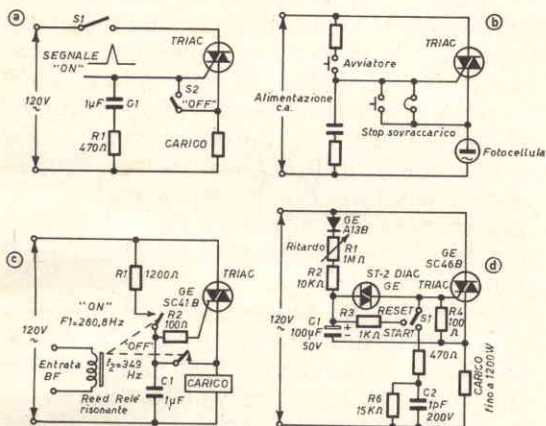 a
S1
SEGNALE
"ON"
TRIAC
120V
~
1µF
C1
S2
"OFF"
R1
470Ω
CARICO
b
TRIAC
Avviatore
Alimentazione
c.a.
Stop sovraccarico
Fotocellula
c
R1
1200Ω
TRIAC
GE
SC41B
"ON"
F1=280,8Hz
R2
100Ω
120V
~
"OFF"
f2=349
Hz
Entrata
BF
C1
1µF
CARICO
Reed Relé
risonante
d
GE
A13B
Ritardo
R1
1MΩ
GE
SC46B
R2
10KΩ
ST-2 DIAC
GE
TRIAC
120V
~
C1
100µF
50V
+
-
R3
1KΩ
RESET
START
S1
R4
100
Ω
470Ω
R6
15KΩ
C2
1µF
200V
CARICO
fino a 1200W